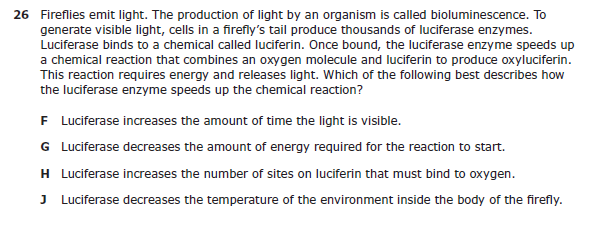 26 Fireflies emit light. The production of light by an organism is called bioluminescence. To
generate visible light, cells in a firefly's tail produce thousands of luciferase enzymes.
Luciferase binds to a chemical called luciferin. Once bound, the luciferase enzyme speeds up
a chemical reaction that combines an oxygen molecule and luciferin to produce oxyluciferin.
This reaction requires energy and releases light. Which of the following best describes how
the luciferase enzyme speeds up the chemical reaction?
F Luciferase increases the amount of time the light is visible.
G Luciferase decreases the amount of energy required for the reaction to start.
H Luciferase increases the number of sites on luciferin that must bind to oxygen.
J Luciferase decreases the temperature of the environment inside the body of the firefly.